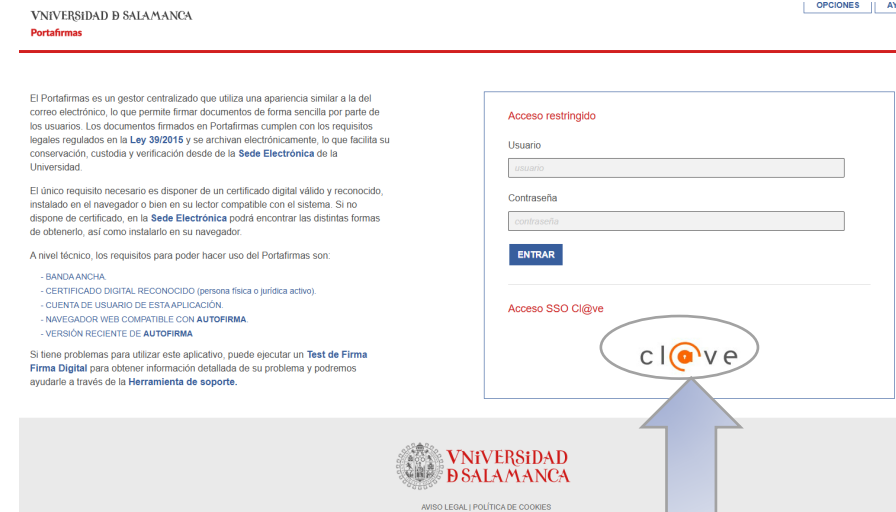 OPCIONES
VNiVERSiDAD Ð SALAMANCA
Portafirmas
El Portafirmas es un gestor centralizado que utiliza una apariencia similar a la del
correo electrónico, lo que permite firmar documentos de forma sencilla por parte de
los usuarios. Los documentos firmados en Portafirmas cumplen con los requisitos
legales regulados en la Ley 39/2015 y se archivan electrónicamente, lo que facilita su
conservación, custodia y verificación desde de la Sede Electrónica de la
Universidad.
El único requisito necesario es disponer de un certificado digital válido y reconocido,
instalado en el navegador o bien en su lector compatible con el sistema. Si no
dispone de certificado, en la Sede Electrónica podrá encontrar las distintas formas
de obtenerlo, así como instalarlo en su navegador.
A nivel técnico, los requisitos para poder hacer uso del Portafirmas son:
- BANDA ANCHA.
- CERTIFICADO DIGITAL RECONOCIDO (persona física o jurídica activo).
- CUENTA DE USUARIO DE ESTA APLICACIÓN.
- NAVEGADOR WEB COMPATIBLE CON AUTOFIRMA.
- VERSIÓN RECIENTE DE AUTOFIRMA
Si tiene problemas para utilizar este aplicativo, puede ejecutar un Test de Firma
Firma Digital para obtener información detallada de su problema y podremos
ayudarle a través de la Herramienta de soporte.
Acceso restringido
Usuario
usuario
Contraseña
contraseña
ENTRAR
Acceso SSO Cl@ve
cl@ve
VNiVERSiDAD
Ð SALAMANCA
AVISO LEGAL | POLÍTICA DE COOKIES